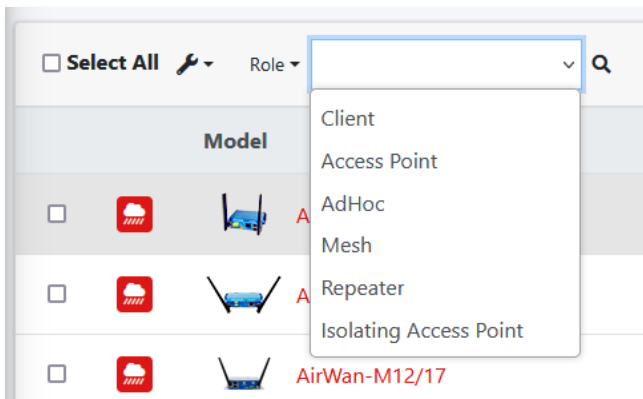 Select All Role
Client
Model
Access Point
A
AdHoc
Mesh
A
Repeater
Isolating Access Point
AirWan-M12/17